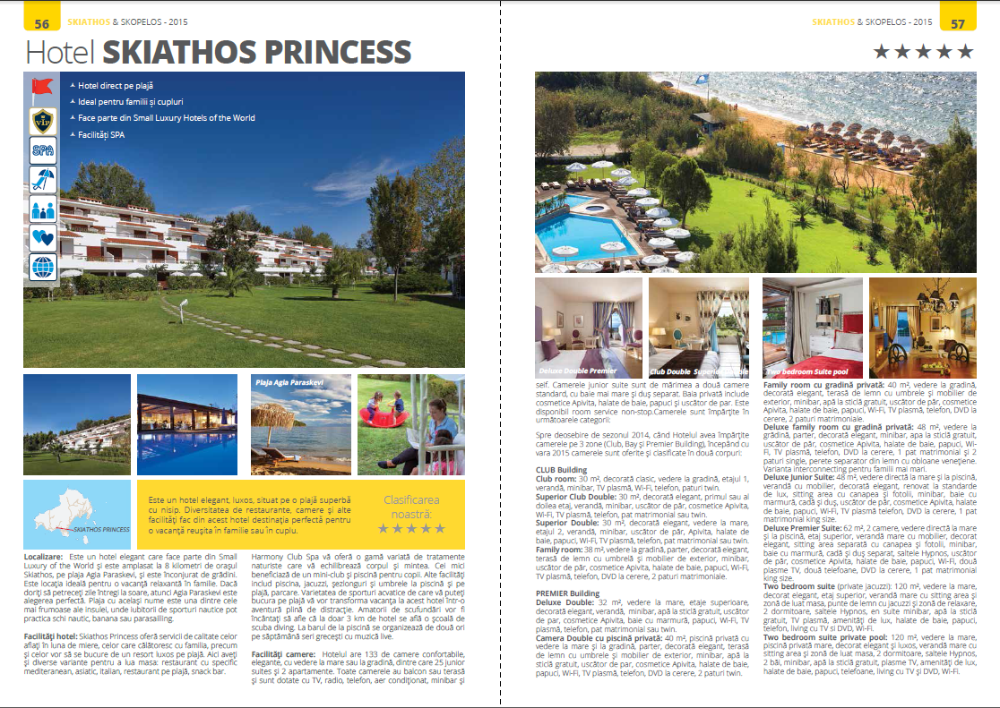 56
SKIATHOS & SKOPELOS - 2015
Hotel SKIATHOS PRINCESS
Hotel direct pe plajă
Ideal pentru familii și cupluri
Face parte din Small Luxury Hotels of the World
Facilități SPA
VIP
SPA
Plaja Agia Paraskevi
SKIATHOS PRINCESS
Este un hotel elegant, luxos, situat pe o plajă superbă
cu nisip. Diversitatea de restaurante, camere și alte
facilități fac din acest hotel destinația perfectă pentru
o vacanță reușita în familie sau în cuplu.
Clasificarea
noastră:
Localizare: Este un hotel elegant care face parte din Small
Luxury of the World și este amplasat la 8 kilometri de orașul
Skiathos, pe plaja Agia Paraskevi, și este înconjurat de grădini.
Este locația ideală pentru o vacanță relaxantă în familie. Dacă
doriți să petreceți zile întregi la soare, atunci Agia Paraskevi este
alegerea perfectă. Plaja cu același nume este una dintre cele
mai frumoase ale insulei, unde iubitorii de sporturi nautice pot
practica schi nautic, banana sau parasailling.
Facilități hotel: Skiathos Princess oferă servicii de calitate celor
aflați în luna de miere, celor care călătoresc cu familia, precum
și celor vor să se bucure de un resort luxos pe plajă. Aici aveți
și diverse variante pentru a lua masa: restaurant cu specific
mediteranean, asiatic, italian, restaurant pe plajă, snack bar.
Harmony Club Spa vă oferă o gamă variată de tratamente
naturiste care vă echilibrează corpul și mintea. Cei mici
beneficiază de un mini-club și piscină pentru copii. Alte facilități
includ piscina, jacuzzi, șezlonguri și umbrele la piscină și pe
plajă, parcare. Varietatea de sporturi acvatice de care vă puteți
bucura pe plajă vă vor transforma vacanța la acest hotel într-o
aventură plină de distracție. Amatorii de scufundări vor fi
încântați să afle că la doar 3 km de hotel se află o școală de
scuba diving. La barul de la piscină se organizează de două ori
pe săptămână seri grecești cu muzică live.
Facilități camere: Hotelul are 133 de camere confortabile,
elegante, cu vedere la mare sau la gradină, dintre care 25 junior
suites și 2 apartamente. Toate camerele au balcon sau terasă
și sunt dotate cu TV, radio, telefon, aer condiționat, minibar și
SKIATHOS & SKOPELOS - 2015
57
Deluxe Double Premier
Club Double Superior
Two bedroom Suite pool
seif. Camerele junior suite sunt de mărimea a două camere
standard, cu baie mai mare și duș separat. Baia privată include
cosmetice Apivita, halate de baie, papuci și uscător de par. Este
disponibil room service non-stop.Camerele sunt împărțite în
următoarele categorii:
Spre deosebire de sezonul 2014, când Hotelul avea împărțite
camerele pe 3 zone (Club, Bay și Premier Building), începând cu
vara 2015 camerele sunt oferite și clasificate în două corpuri:
CLUB Building
Club room: 30 m², decorată clasic, vedere la gradină, etajul 1,
verandă, minibar, TV plasmă, Wi-Fi, telefon, paturi twin.
Superior Club Double: 30 m², decorată elegant, primul sau al
doilea etaj, verandă, minibar, uscător de păr, cosmetice Apivita,
Wi-Fi, TV plasmă, telefon, pat matrimonial sau twin.
Superior Double: 30 m², decorată elegant, vedere la mare,
etajul 2, verandă, minibar, uscător de păr, Apivita, halate de
baie, papuci, Wi-Fi, TV plasmă, telefon, pat matrimonial sau twin.
Family room: 38 m², vedere la gradină, parter, decorată elegant,
terasă de lemn cu umbrelă și mobilier de exterior, minibar,
uscător de păr, cosmetice Apivita, halate de baie, papuci, Wi-Fi,
TV plasmă, telefon, DVD la cerere, 2 paturi matrimoniale.
PREMIER Building
Deluxe Double: 32 m², vedere la mare, etaje superioare,
decorată elegant, verandă, minibar, apă la sticlă gratuit, uscător
de par, cosmetice Apivita, baie cu marmură, papuci, Wi-Fi, TV
plasmă, telefon, pat matrimonial sau twin.
Camera Double cu piscină privată: 40 m², piscină privată cu
vedere la mare și la gradină, parter, decorată elegant, terasă
de lemn cu umbrele și mobilier de exterior, minibar, apă la
sticlă gratuit, uscător de par, cosmetice Apivita, halate de baie,
papuci, Wi-Fi, TV plasmă, telefon, DVD la cerere, 2 paturi twin.
Family room cu gradină privată: 40 m², vedere la gradină,
decorată elegant, terasă de lemn cu umbrele și mobilier de
exterior, minibar, apă la sticlă gratuit, uscător de păr, cosmetice
Apivita, halate de baie, papuci, Wi-Fi, TV plasmă, telefon, DVD la
cerere, 2 paturi matrimoniale.
Deluxe family room cu gradină privată: 48 m², vedere la
grădină, parter, decorată elegant, minibar, apa la sticlă gratuit,
uscător de păr, cosmetice Apivita, halate de baie, papuci, Wi-
Fi, TV plasmă, telefon, DVD la cerere, 1 pat matrimonial și 2
paturi single, perete separator din lemn cu obloane venețiene.
Varianta interconnecting pentru familii mai mari.
Deluxe Junior Suite: 48 m², vedere directă la mare și la piscină,
verandă cu mobilier, decorată elegant, renovat la standarde
de lux, sitting area cu canapea și fotolii, minibar, baie cu
marmură, cadă și duș, uscător de păr, cosmetice Apivita, halate
de baie, papuci, Wi-Fi, TV plasmă telefon, DVD la cerere, 1 pat
matrimonial king size.
Deluxe Premier Suite: 62 m², 2 camere, vedere directă la mare
și la piscină, etaj superior, verandă mare cu mobilier, decorat
elegant, sitting area separată cu canapea și fotolii, minibar,
baie cu marmură, cadă și duș separat, saltele Hypnos, uscător
de păr, cosmetice Apivita, halate de baie, papuci, Wi-Fi, două
plasme TV, două telefoane, DVD la cerere, 1 pat matrimonial
king size.
Two bedroom suite (private jacuzzi): 120 m², vedere la mare,
decorat elegant, etaj superior, verandă mare cu sitting area și
zonă de luat masa, punte de lemn cu jacuzzi și zonă de relaxare,
2 dormitoare, saltele Hypnos, en suite minibar, apă la sticlă
gratuit, TV plasmă, amenități de lux, halate de baie, papuci,
telefon, living cu TV si DVD, Wi-Fi.
Two bedroom suite private pool: 120 m², vedere la mare,
piscină privată mare, decorat elegant și luxos, verandă mare cu
sitting area și zonă de luat masa, 2 dormitoare, saltele Hypnos,
2 băi, minibar, apă la sticlă gratuit, plasme TV, amenități de lux,
halate de baie, papuci, telefoane, living cu TV și DVD, Wi-Fi.